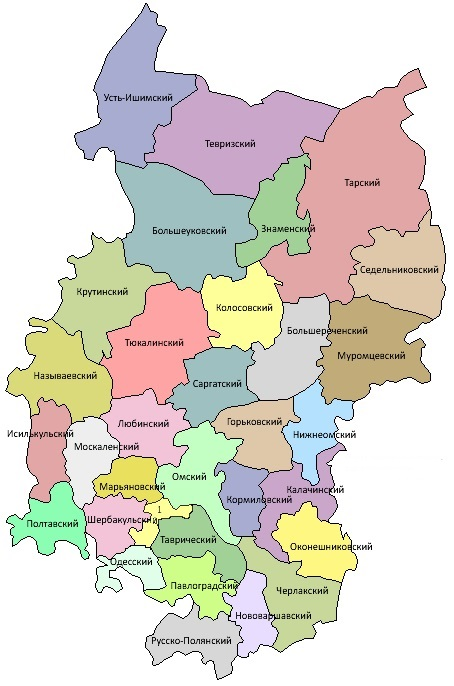 Усть-Ишимский
Тевризский
Тарский
Знаменский
Большеуковский
Седельниковский
Крутинский
Колосовский
Большереченский
Тюкалинский
Муромцевский
Называевский
Саргатский
Любинский
Горьковский
Исилькульский
Нижнеомский
Москаленский
Омский
Марьяновский
Калачинский
Кормиловский
1
Полтавский
Шербакульский
Таврический
Оконешниковский
Одесский
Павлоградский
Черлакский
Нововаршавский
Русско-Полянский